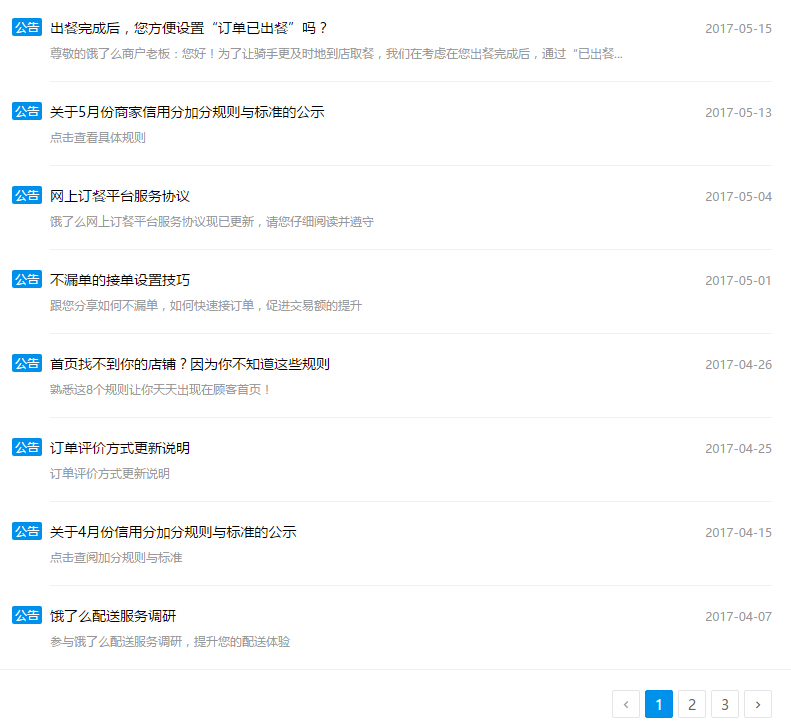 公告 出餐完成后，您方便设置“订单已出餐”吗？ 2017-05-15
尊敬的饿了么商户老板：您好！为了让骑手更及时地到店取餐，我们在考虑在您出餐完成后，通过“已出餐...
公告 关于5月份商家信用分加分规则与标准的公示 2017-05-13
点击查看具体规则
公告 网上订餐平台服务协议 2017-05-04
饿了么网上订餐平台服务协议现已更新，请您仔细阅读并遵守
公告 不漏单的接单设置技巧 2017-05-01
跟您分享如何不漏单，如何快速接订单，促进交易额的提升
公告 首页找不到你的店铺？因为你不知道这些规则 2017-04-26
熟悉这8个规则让你天天出现在顾客首页！
公告 订单评价方式更新说明 2017-04-25
订单评价方式更新说明
公告 关于4月份信用分加分规则与标准的公示 2017-04-15
点击查阅加分规则与标准
公告 饿了么配送服务调研 2017-04-07
参与饿了么配送服务调研，提升您的配送体验
‹ 1 2 3 ›